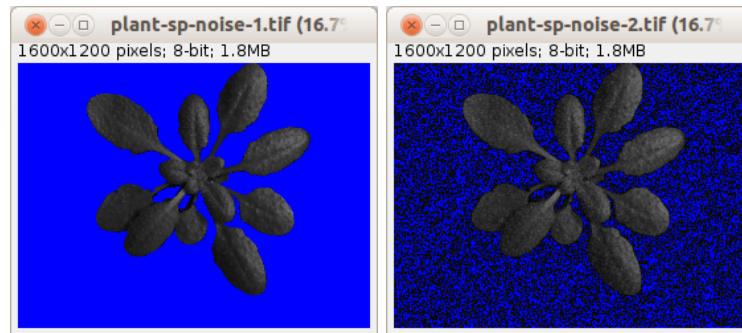 plant-sp-noise-1.tif (16.7%
1600x1200 pixels; 8-bit; 1.8MB
plant-sp-noise-2.tif (16.7%
1600x1200 pixels; 8-bit; 1.8MB